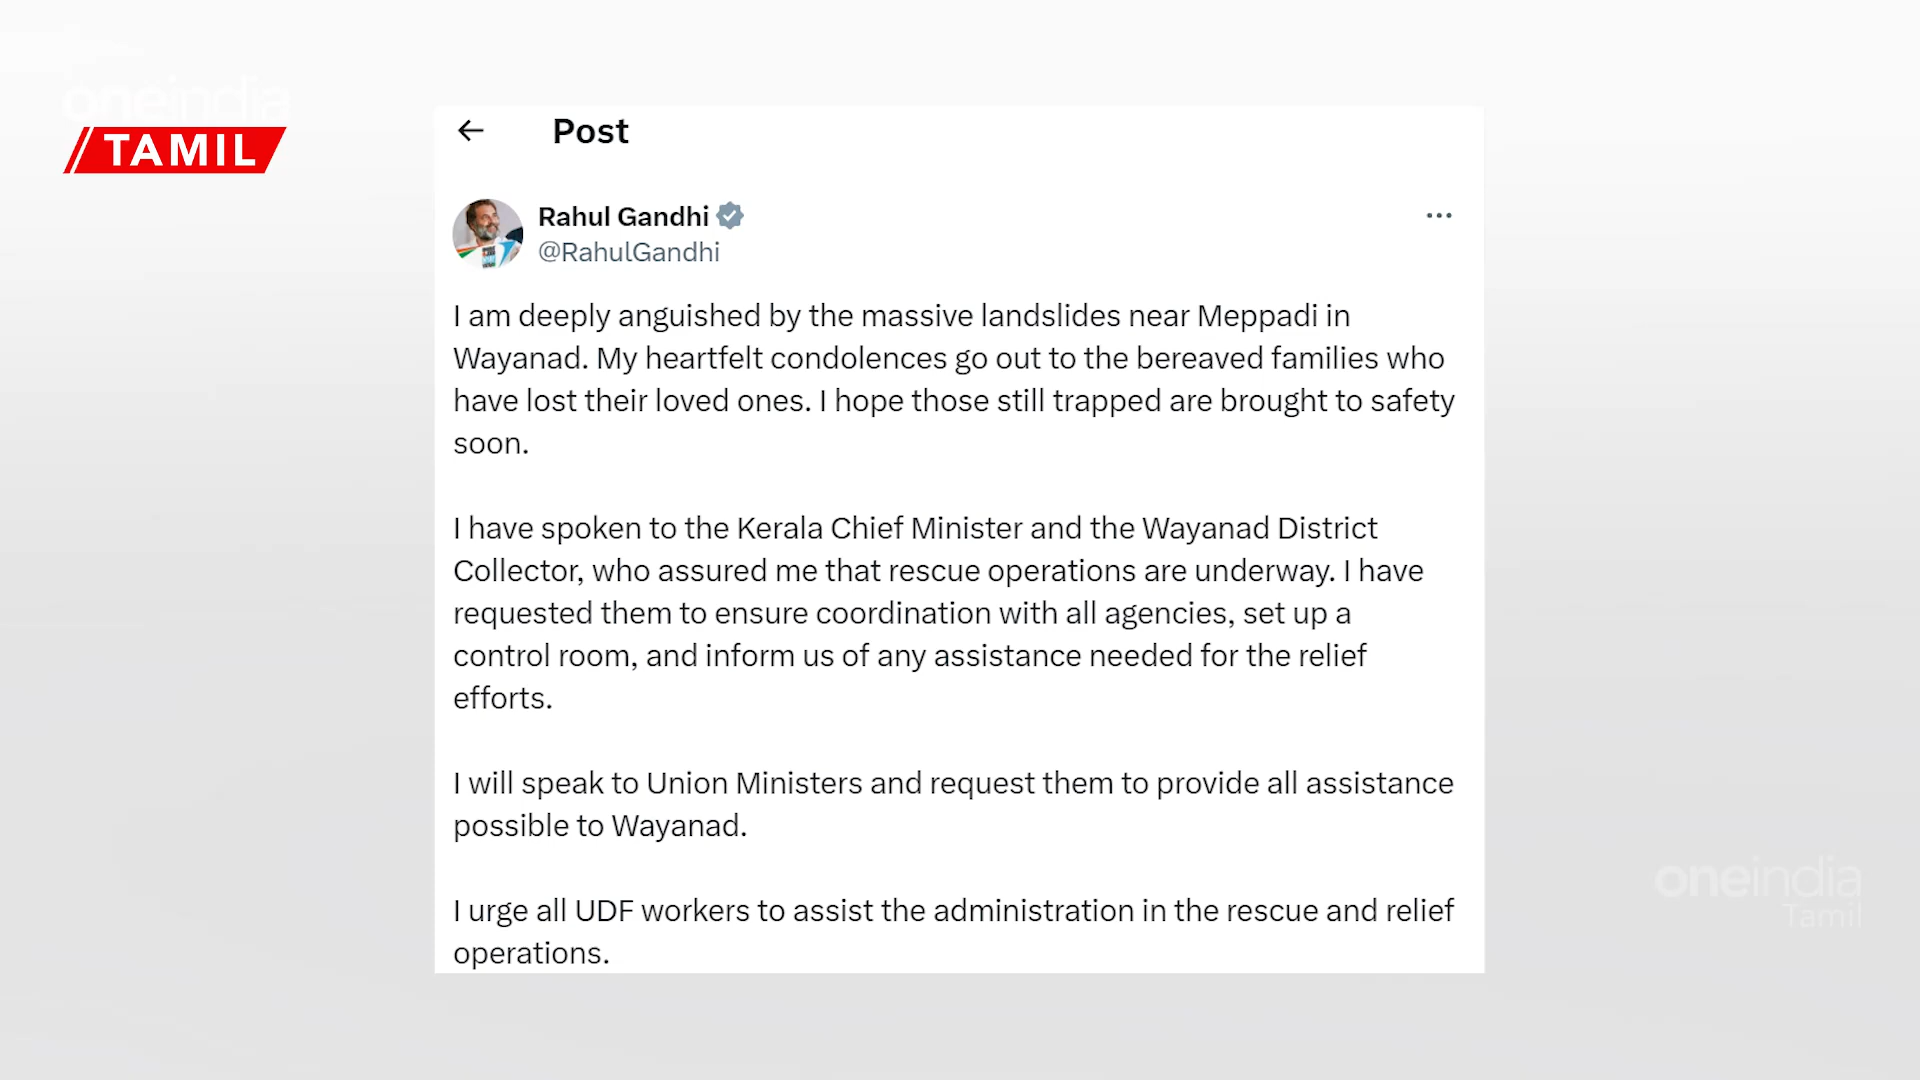 oneindia
TAMIL
Post
Rahul Gandhi
@RahulGandhi
I am deeply anguished by the massive landslides near Meppadi in
Wayanad. My heartfelt condolences go out to the bereaved families who
have lost their loved ones. I hope those still trapped are brought to safety
soon.
I have spoken to the Kerala Chief Minister and the Wayanad District
Collector, who assured me that rescue operations are underway. I have
requested them to ensure coordination with all agencies, set up a
control room, and inform us of any assistance needed for the relief
efforts.
I will speak to Union Ministers and request them to provide all assistance
possible to Wayanad.
I urge all UDF workers to assist the administration in the rescue and relief
operations.
oneindia
Tamil